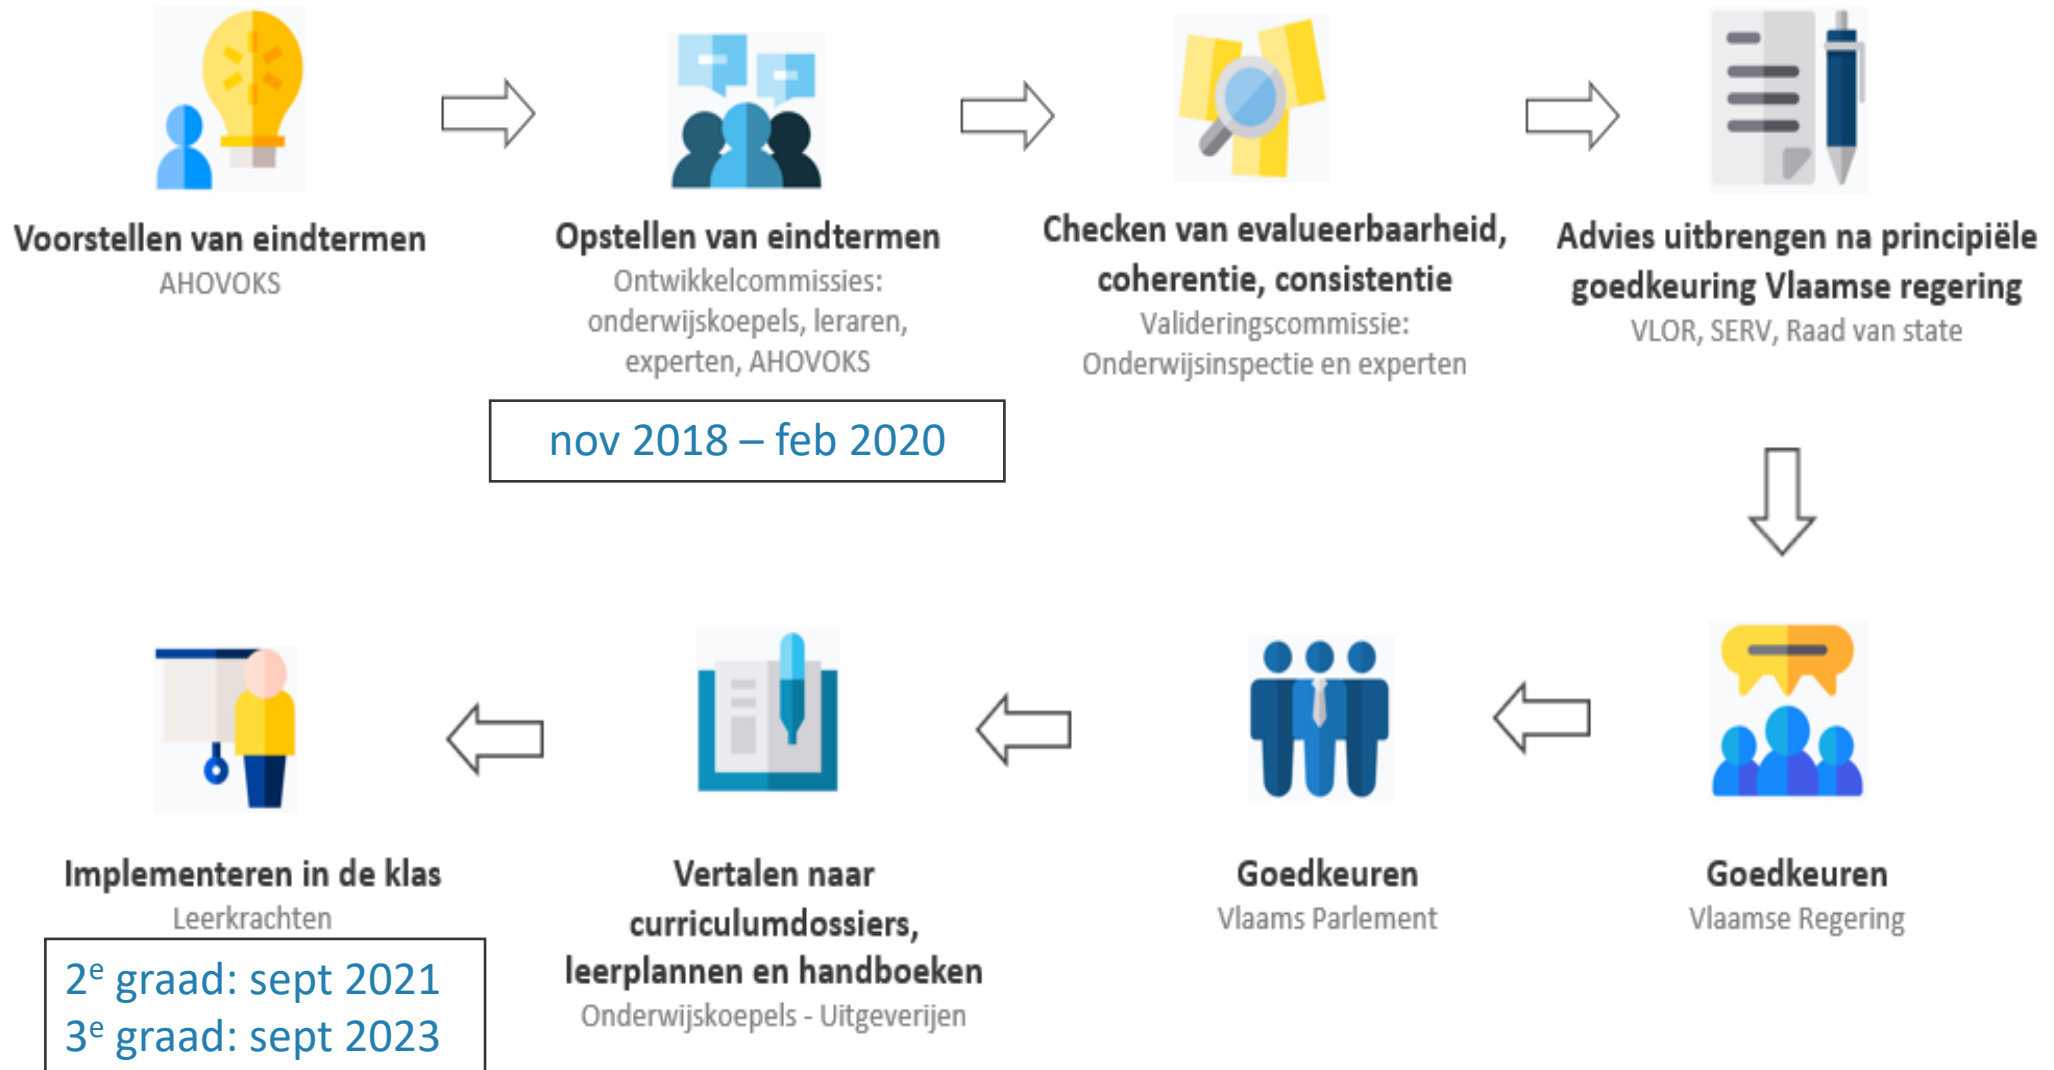 Voorstellen van eindtermen
AHOVOKS
Opstellen van eindtermen
Ontwikkelcommissies:
onderwijskoepels, leraren,
experten, AHOVOKS
nov 2018 – feb 2020
Checken van evalueerbaarheid,
coherentie, consistentie
Valideringscommissie:
Onderwijsinspectie en experten
Advies uitbrengen na principiële
goedkeuring Vlaamse regering
VLOR, SERV, Raad van state
Goedkeuren
Vlaamse Regering
Goedkeuren
Vlaams Parlement
Vertalen naar
curriculumdossiers,
leerplannen en handboeken
Onderwijskoepels - Uitgeverijen
Implementeren in de klas
Leerkrachten
2e graad: sept 2021
3e graad: sept 2023